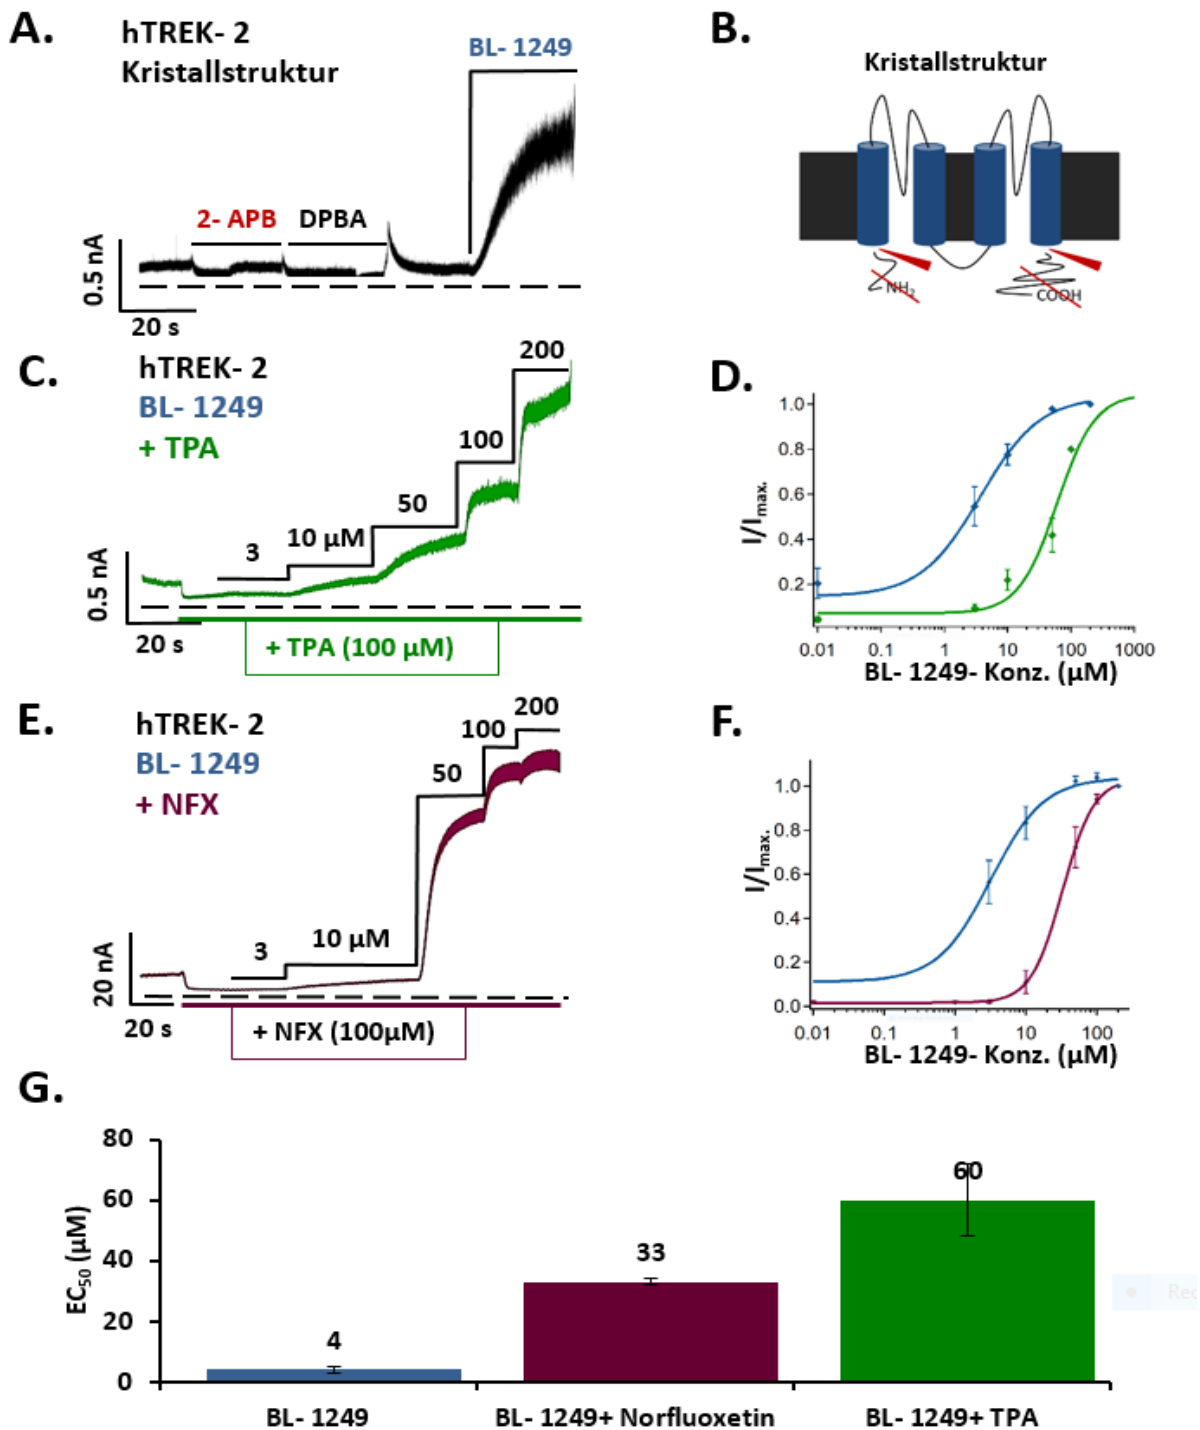 A.
hTREK- 2
Kristallstruktur
BL- 1249
2- APB
DPBA
0.5 nA
20 s
B.
Kristallstruktur
NH2
COOH
C.
hTREK- 2
BL- 1249
+ TPA
3
10 µM
50
100
200
0.5 nA
20 s
+ TPA (100 µM)
D.
1.0
0.8
0.6
0.4
0.2
I/Imax.
0.01 0.1 1 10 100 1000
BL- 1249- Konz. (µM)
E.
hTREK- 2
BL- 1249
+ NFX
3
10 µM
50
100
200
20 nA
20 s
+ NFX (100µM)
F.
1.0
0.8
0.6
0.4
0.2
0.0
I/Imax.
0.01 0.1 1 10 100
BL- 1249- Konz. (µM)
G.
80
60
40
20
0
EC50 (µM)
4
33
60
BL- 1249
BL- 1249+ Norfluoxetin
BL- 1249+ TPA